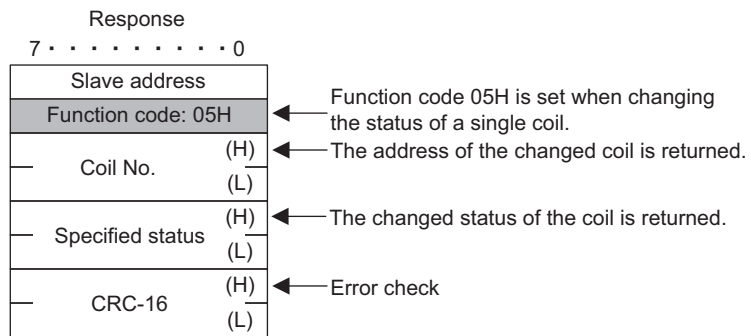 Response
7 · · · · · · · · · 0
Slave address
Function code: 05H
Function code 05H is set when changing
the status of a single coil.
Coil No. (H)
The address of the changed coil is returned.
(L)
Specified status (H)
The changed status of the coil is returned.
(L)
CRC-16 (H)
Error check
(L)